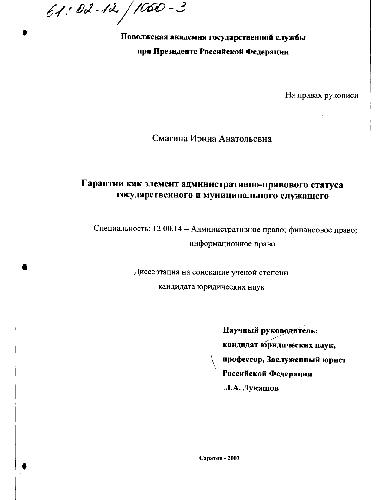 61:02-12/1060-3
Поволжская академия государственной службы
при Президенте Российской Федерации
На правах рукописи
Смагина Ирина Анатольевна
Гарантии как элемент административно-правового статуса
государственного и муниципального служащего
Специальность: 12.00.14 – Административное право; финансовое право;
информационное право
Диссертация на соискание ученой степени
кандидата юридических наук
Научный руководитель:
кандидат юридических наук,
профессор, Заслуженный юрист
Российской Федерации
Л.А. Лукашов
Саратов -